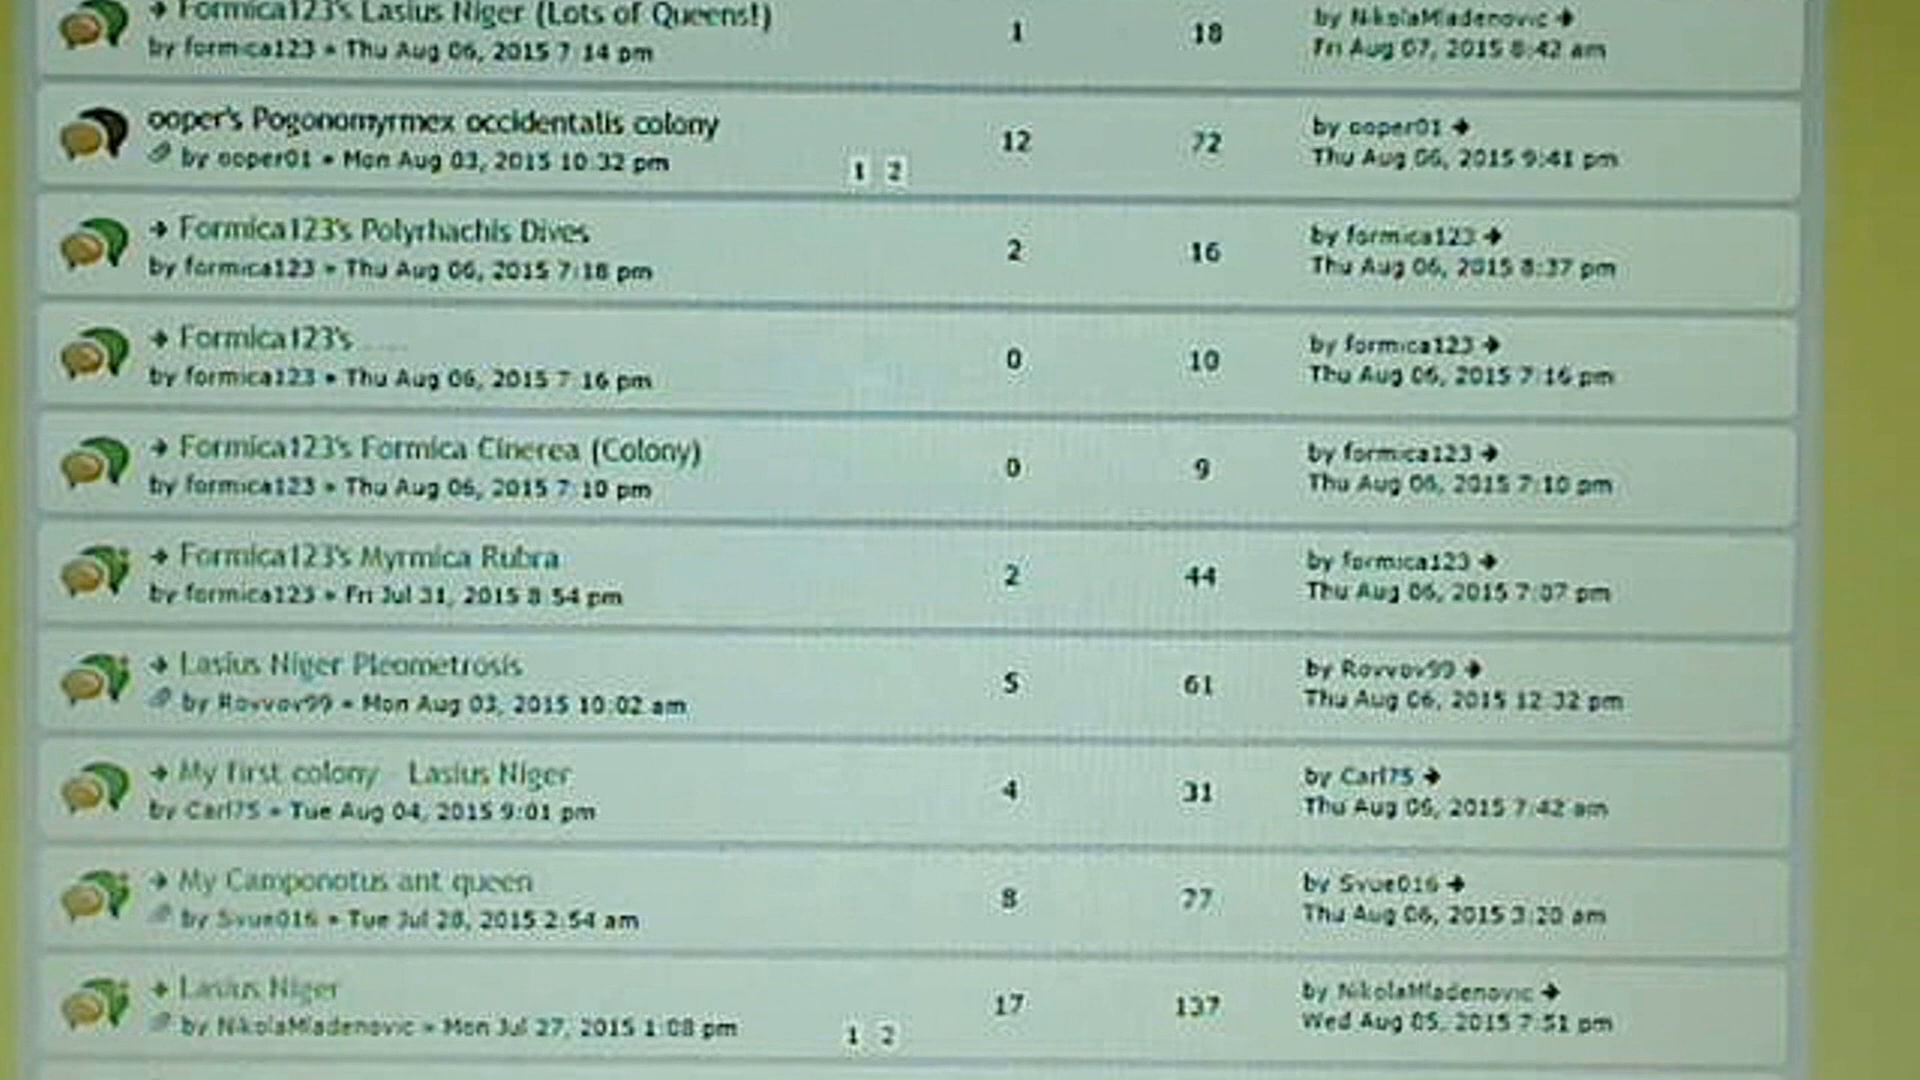 ➜ Formica123's Lasius Niger (Lots of Queens!)
by formica123 » Thu Aug 06, 2015 7:14 pm
1
18
by NikolaMladenovic ➜
Fri Aug 07, 2015 8:42 am
ooper's Pogonomyrmex occidentalis colony
by ooper01 » Mon Aug 03, 2015 10:32 pm
1 2
12
72
by ooper01 ➜
Thu Aug 06, 2015 9:41 pm
➜ Formica123's Polyrhachis Dives
by formica123 » Thu Aug 06, 2015 7:18 pm
2
16
by formica123 ➜
Thu Aug 06, 2015 8:37 pm
➜ Formica123's .....
by formica123 » Thu Aug 06, 2015 7:16 pm
0
10
by formica123 ➜
Thu Aug 06, 2015 7:16 pm
➜ Formica123's Formica Cinerea (Colony)
by formica123 » Thu Aug 06, 2015 7:10 pm
0
9
by formica123 ➜
Thu Aug 06, 2015 7:10 pm
➜ Formica123's Myrmica Rubra
by formica123 » Fri Jul 31, 2015 8:54 pm
2
44
by formica123 ➜
Thu Aug 06, 2015 7:07 pm
➜ Lasius Niger Pleometrosis
by Rovvov99 » Mon Aug 03, 2015 10:02 am
5
61
by Rovvov99 ➜
Thu Aug 06, 2015 12:32 pm
➜ My first colony - Lasius Niger
by Carl75 » Tue Aug 04, 2015 9:01 pm
4
31
by Carl75 ➜
Thu Aug 06, 2015 7:42 am
➜ My Camponotus ant queen
by Svue016 » Tue Jul 28, 2015 2:54 am
8
77
by Svue016 ➜
Thu Aug 06, 2015 3:20 am
➜ Lasius Niger
by NikolaMladenovic » Mon Jul 27, 2015 1:08 pm
1 2
17
137
by NikolaMladenovic ➜
Wed Aug 05, 2015 7:51 pm